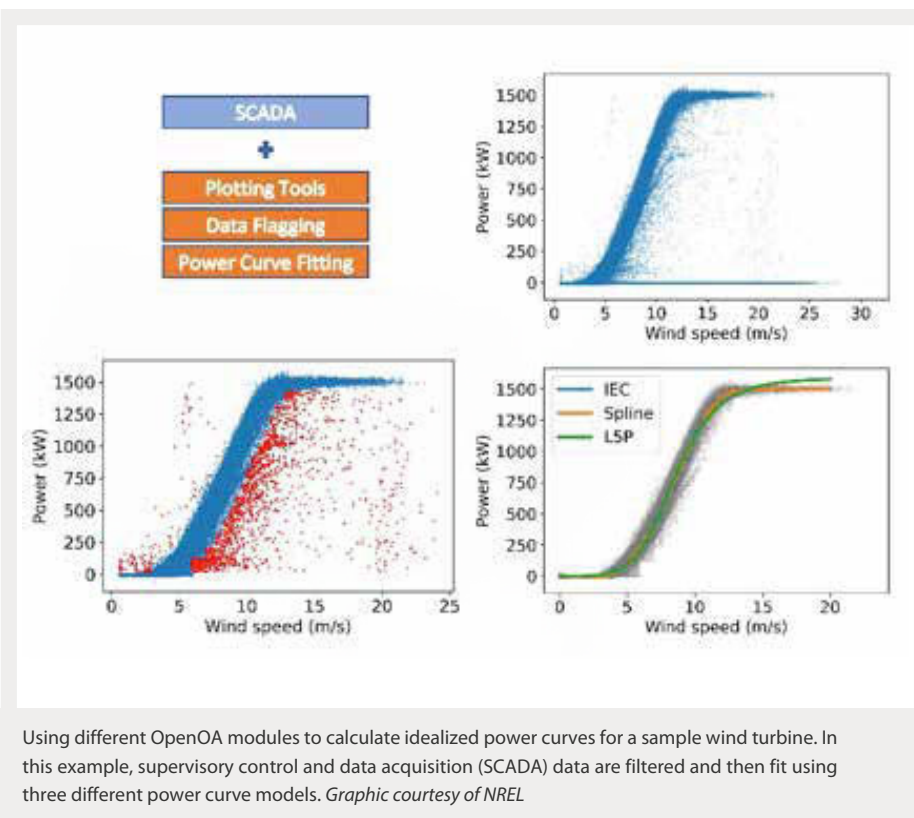 SCADA
+
Plotting Tools
Data Flagging
Power Curve Fitting
Power (kW)
1500
1250
1000
750
500
250
0
0 5 10 15 20 25 30
Wind speed (m/s)
Power (kW)
1500
1250
1000
750
500
250
0
0 5 10 15 20 25
Wind speed (m/s)
Power (kW)
1500
1250
1000
750
500
250
0
IEC
Spline
L5P
0 5 10 15 20
Wind speed (m/s)
Using different OpenOA modules to calculate idealized power curves for a sample wind turbine. In
this example, supervisory control and data acquisition (SCADA) data are filtered and then fit using
three different power curve models. Graphic courtesy of NREL